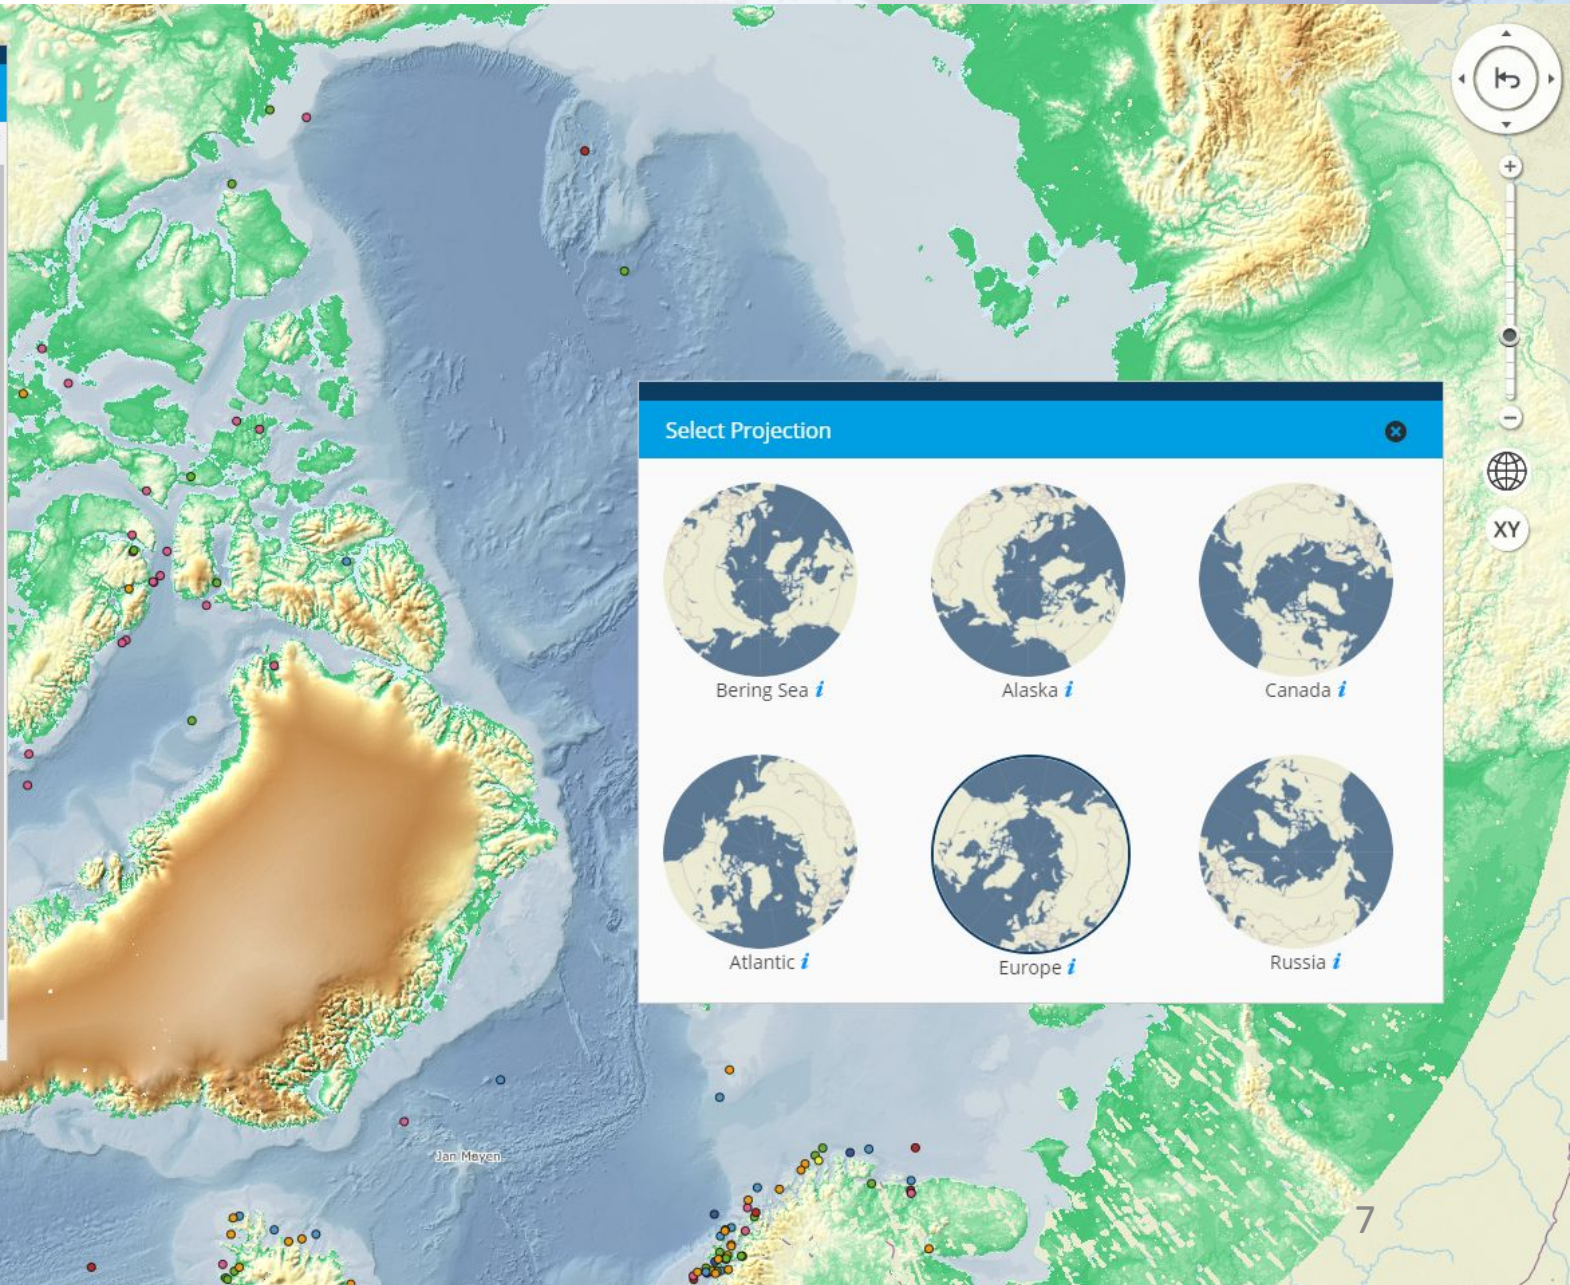 Select Projection
XY
Bering Sea i
Alaska i
Canada i
Atlantic i
Europe i
Russia i
Jan Mayen
7